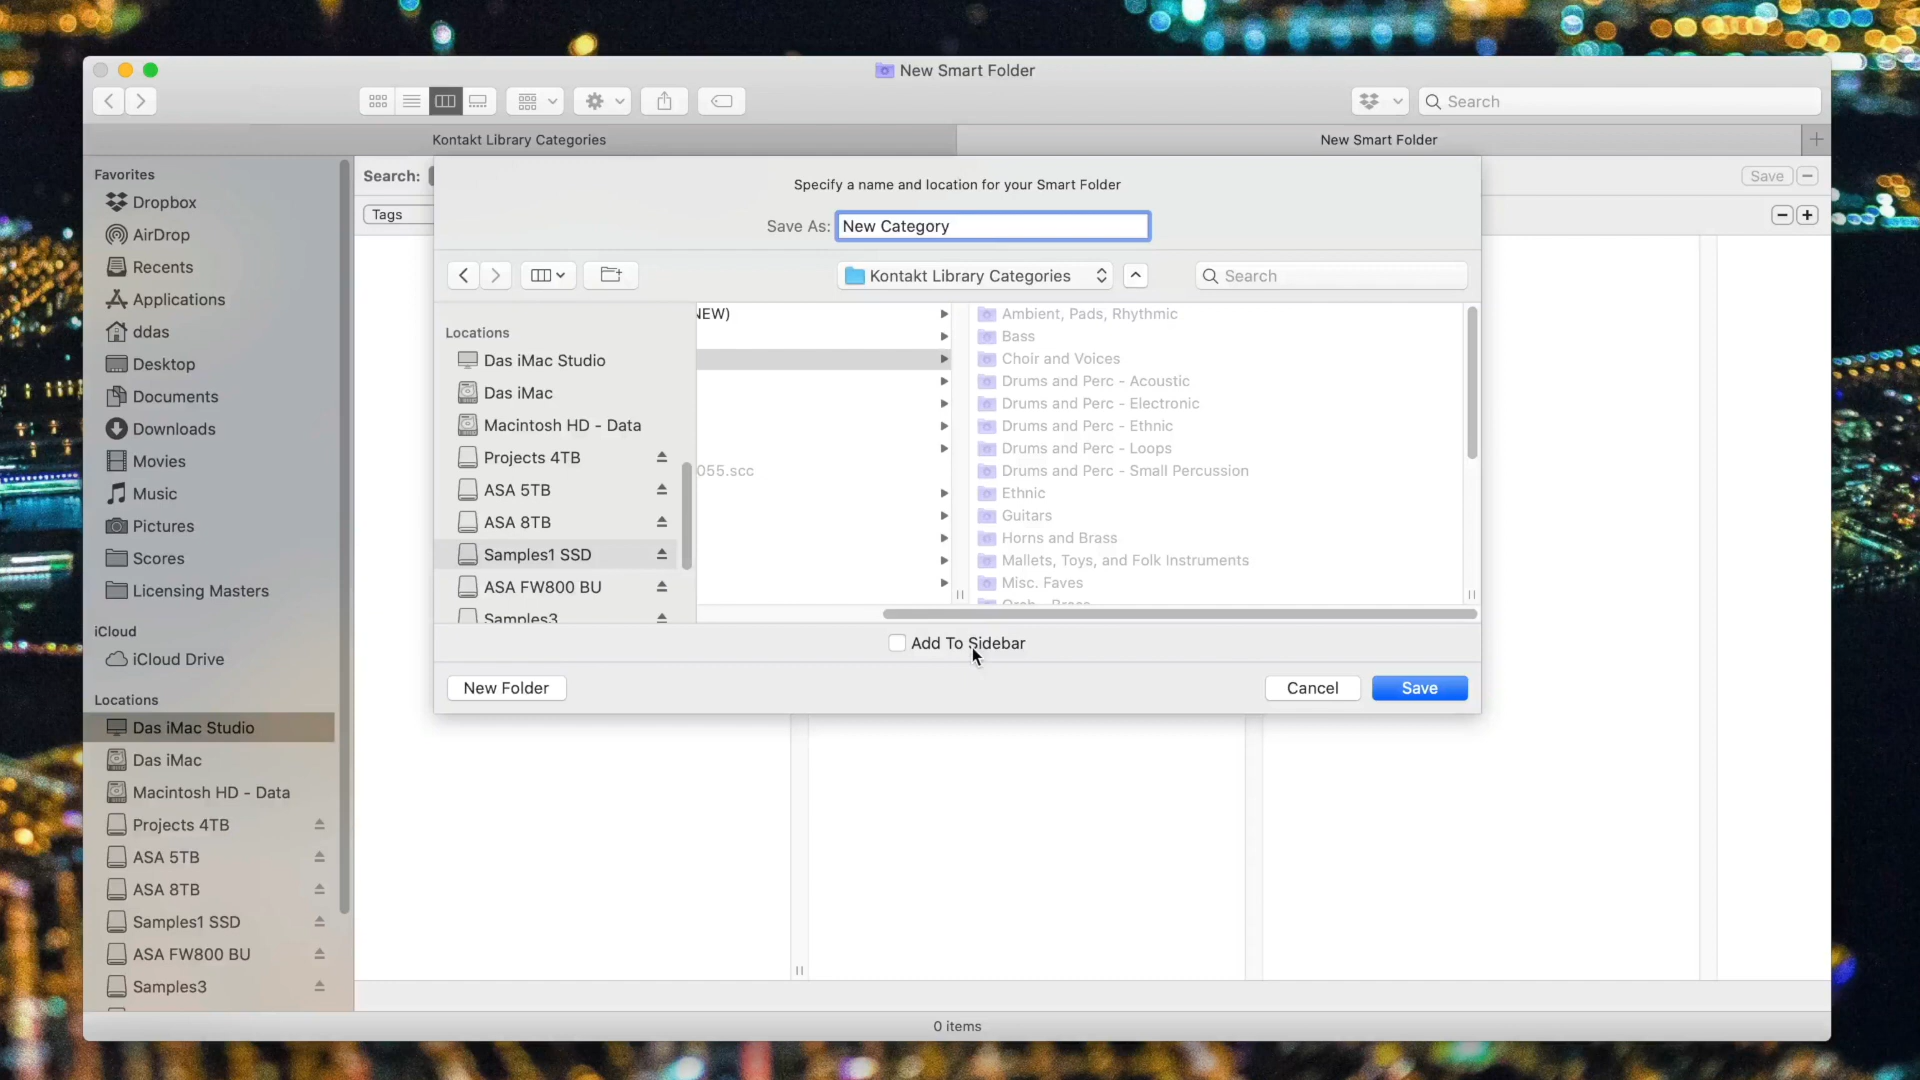 New Smart Folder
Search
Kontakt Library Categories
New Smart Folder
Favorites
Dropbox
AirDrop
Recents
Applications
ddas
Desktop
Documents
Downloads
Movies
Music
Pictures
Scores
Licensing Masters
iCloud
iCloud Drive
Locations
Das iMac Studio
Das iMac
Macintosh HD - Data
Projects 4TB
ASA 5TB
ASA 8TB
Samples1 SSD
ASA FW800 BU
Samples3
Search:
Save
Tags
Specify a name and location for your Smart Folder
Save As: New Category
Kontakt Library Categories
Search
Locations
Das iMac Studio
Das iMac
Macintosh HD - Data
Projects 4TB
ASA 5TB
ASA 8TB
Samples1 SSD
ASA FW800 BU
Samples3
NEW)
055.scc
Ambient, Pads, Rhythmic
Bass
Choir and Voices
Drums and Perc - Acoustic
Drums and Perc - Electronic
Drums and Perc - Ethnic
Drums and Perc - Loops
Drums and Perc - Small Percussion
Ethnic
Guitars
Horns and Brass
Mallets, Toys, and Folk Instruments
Misc. Faves
Orch - Brass
Add To Sidebar
New Folder
Cancel
Save
0 items